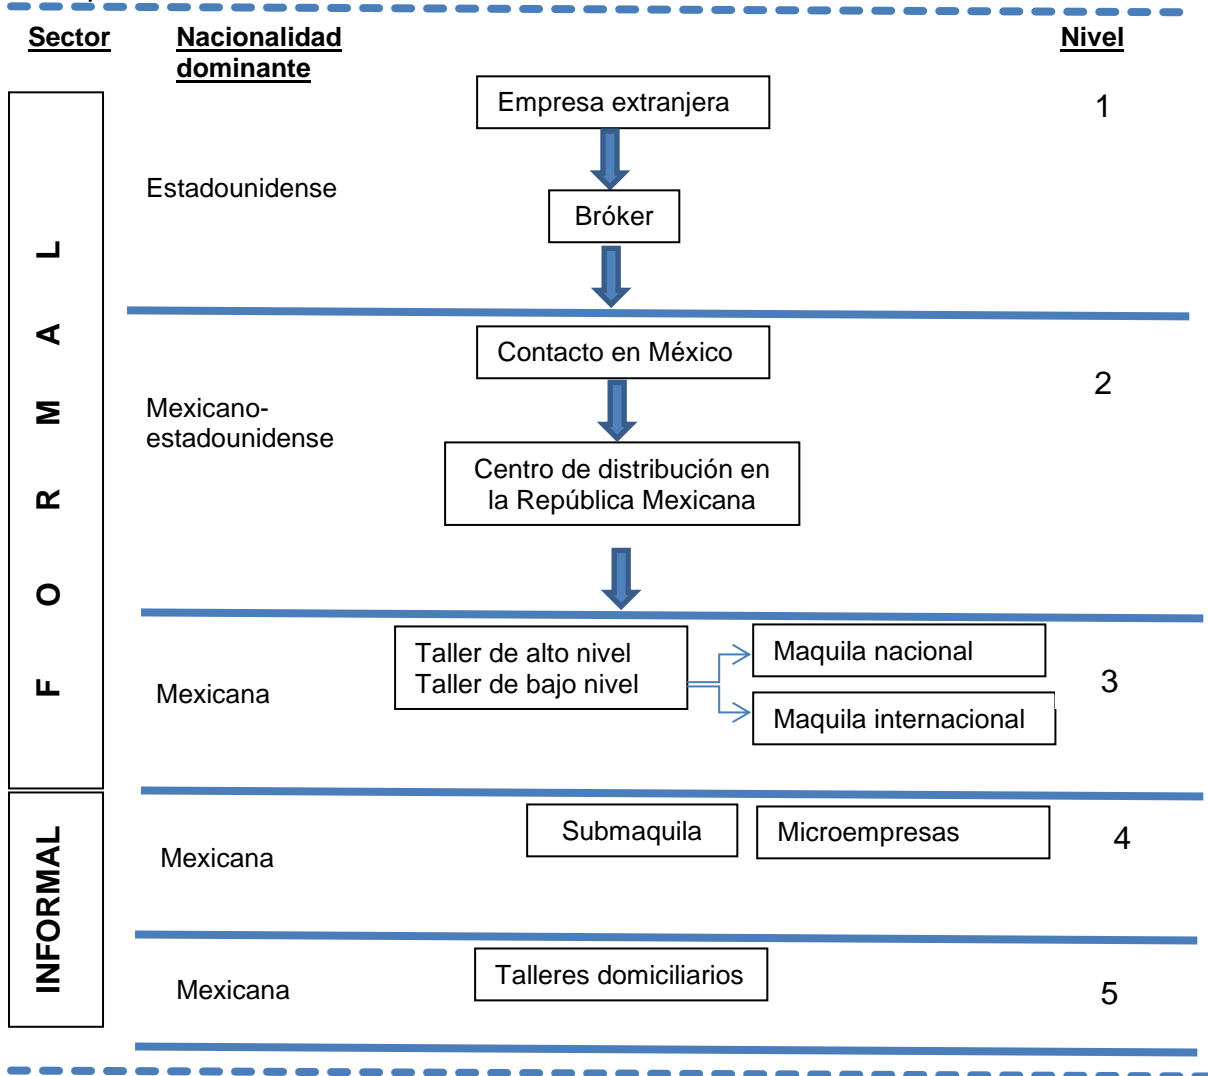 Sector
Nacionalidad
dominante
Nivel
Empresa extranjera
1
Estadounidense
Bróker
Contacto en México
2
Mexicano-
estadounidense
Centro de distribución en
la República Mexicana
FORMAL
Taller de alto nivel
Taller de bajo nivel
Maquila nacional
Maquila internacional
3
Mexicana
Submaquila
Microempresas
4
Mexicana
INFORMAL
Talleres domiciliarios
Mexicana
5